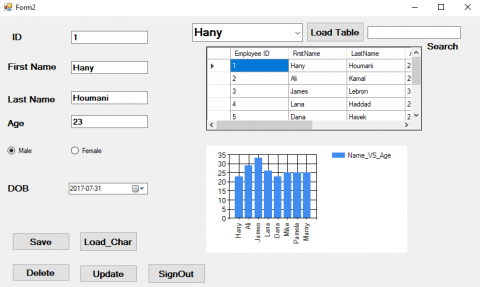 Form2
ID
1
First Name
Hany
Last Name
Houmani
Age
23
Male
Female
DOB
2017-07-31
Save
Load_Char
Delete
Update
SignOut
Hany
Load Table
Search
Employee ID FirstName LastName
1 Hany Houmani 2
2 Ali Kamal 2
3 James Lebron 3
4 Lana Haddad 2
5 Dana Hayek 2
Name_VS_Age
35
30
25
20
15
10
5
0
Hany Ali James Lana Dana Mike Pamela Mamy